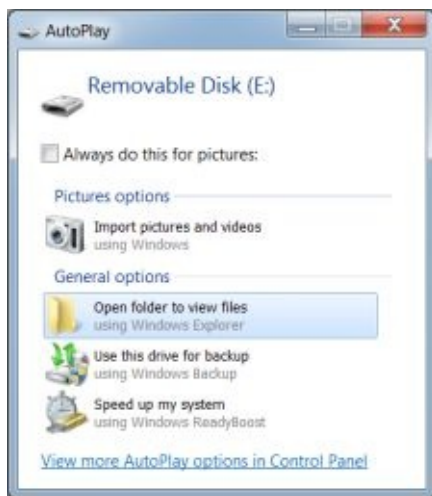 AutoPlay
Removable Disk (E:)
Always do this for pictures:
Pictures options
Import pictures and videos
using Windows
General options
Open folder to view files
using Windows Explorer
Use this drive for backup
using Windows Backup
Speed up my system
using Windows ReadyBoost
View more AutoPlay options in Control Panel